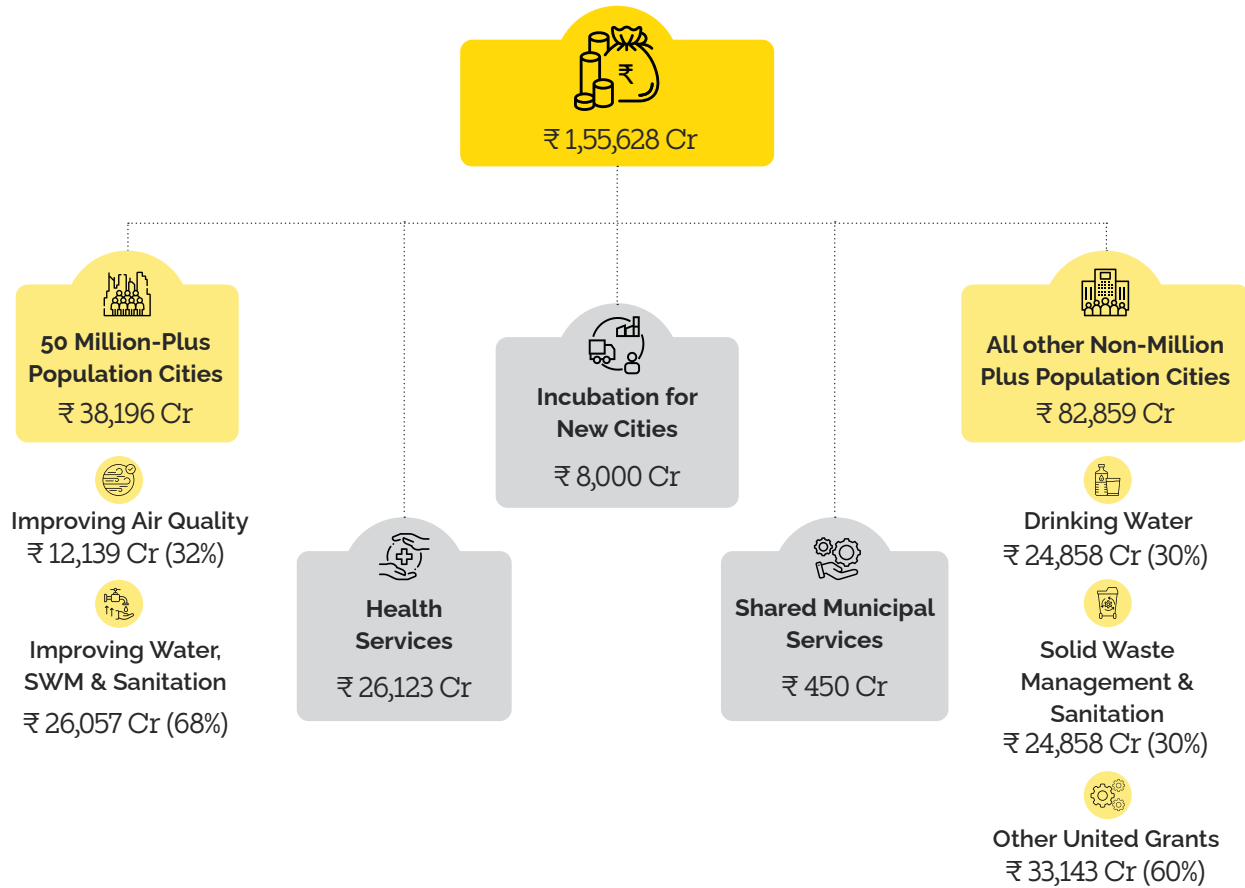 ₹
₹ 1,55,628 Cr
50 Million-Plus
Population Cities
₹ 38,196 Cr
Improving Air Quality
₹ 12,139 Cr (32%)
Improving Water,
SWM & Sanitation
₹ 26,057 Cr (68%)
Health
Services
₹ 26,123 Cr
Incubation for
New Cities
₹ 8,000 Cr
Shared Municipal
Services
₹ 450 Cr
All other Non-Million
Plus Population Cities
₹ 82,859 Cr
Drinking Water
₹ 24,858 Cr (30%)
Solid Waste
Management &
Sanitation
₹ 24,858 Cr (30%)
Other United Grants
₹ 33,143 Cr (60%)